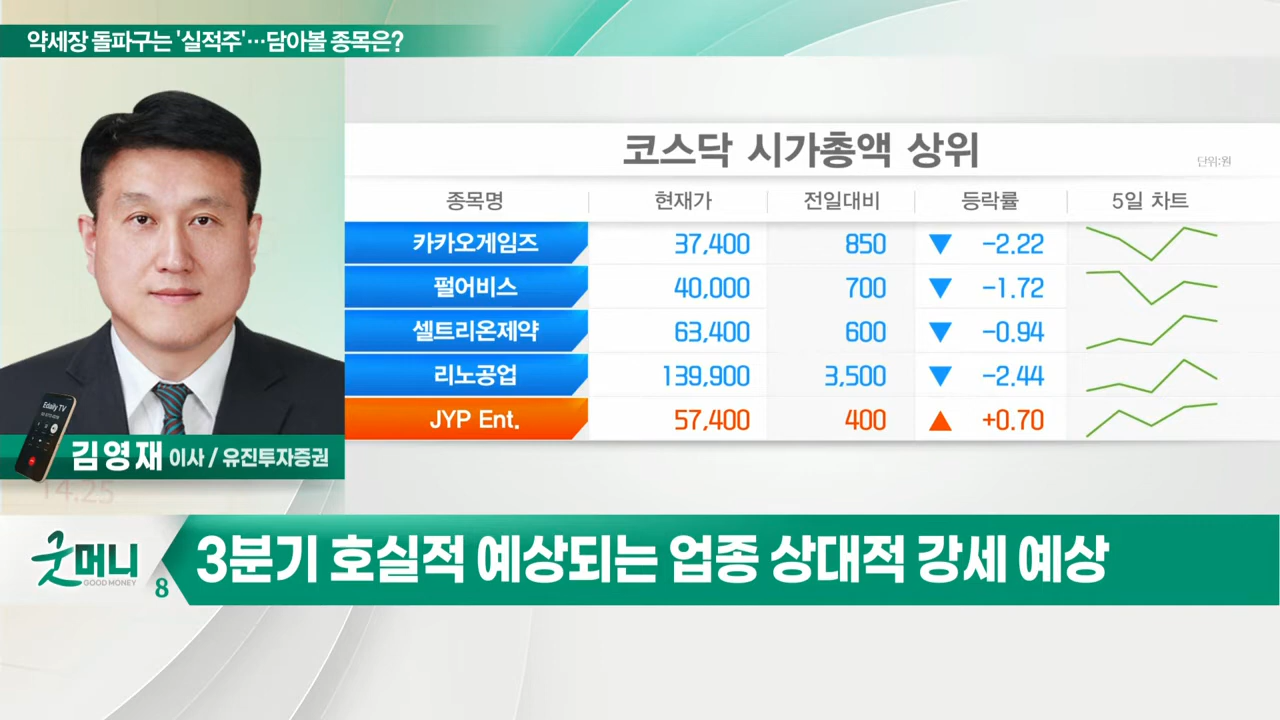 약세장 돌파구는 '실적주'…담아볼 종목은?
코스닥 시가총액 상위
단위:원
종목명 현재가 전일대비 등락률 5일 차트
카카오게임즈 37,400 850 ▼ -2.22
펄어비스 40,000 700 ▼ -1.72
셀트리온제약 63,400 600 ▼ -0.94
리노공업 139,900 3,500 ▼ -2.44
JYP Ent. 57,400 400 ▲ +0.70
Edaily TV
김영재 이사 / 유진투자증권
14.25
굿머니
GOOD MONEY
8
3분기 호실적 예상되는 업종 상대적 강세 예상